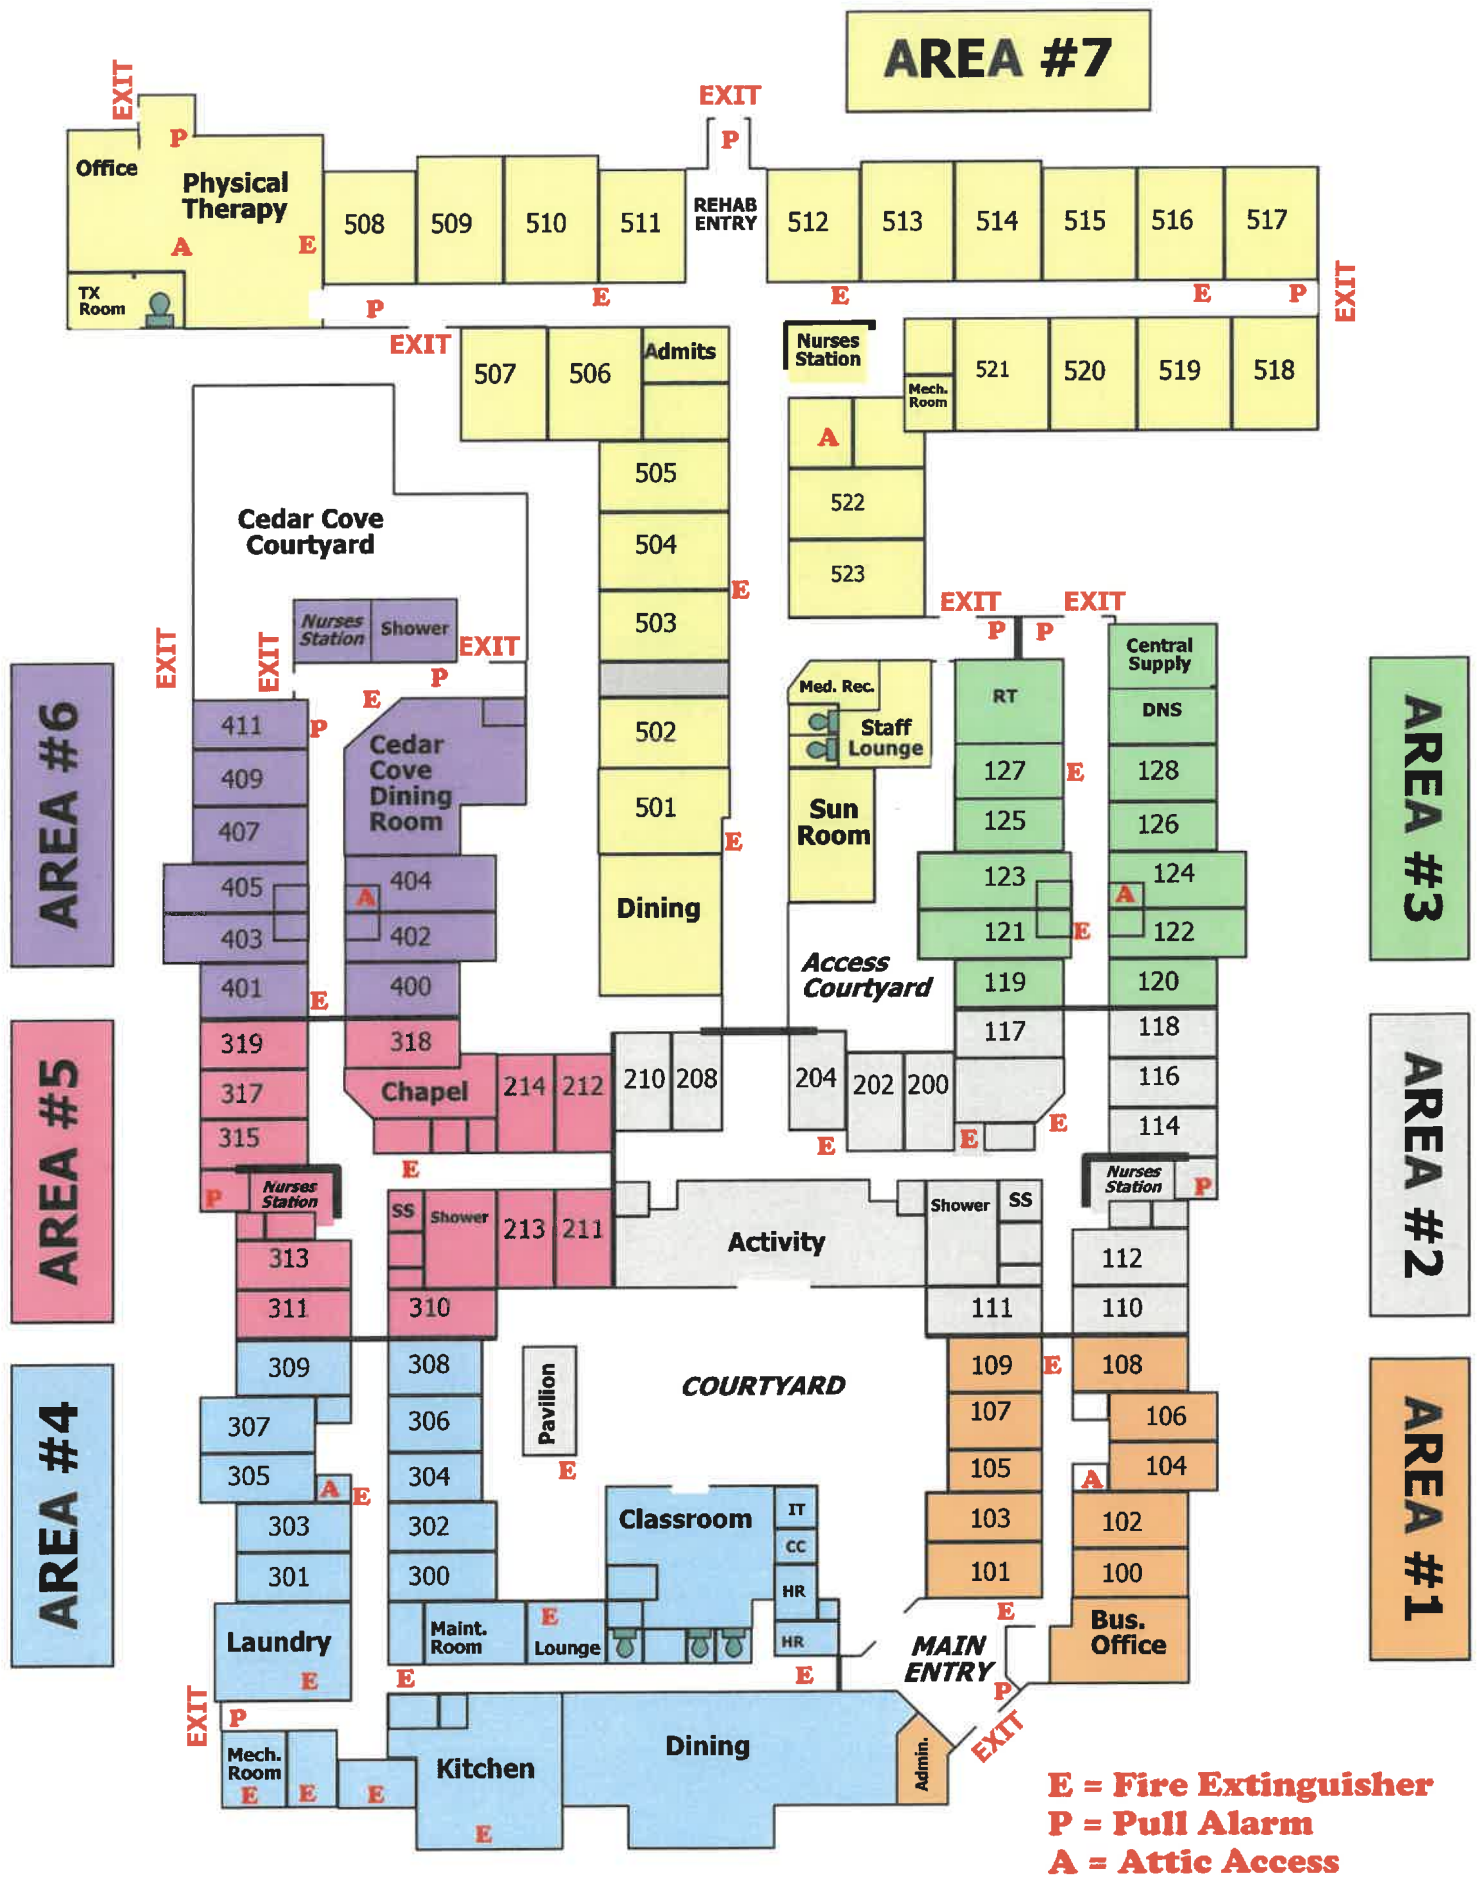 AREA #7
EXIT
EXIT
P
P
Office
Physical
Therapy
A
E
TX
Room
508
509
510
511
REHAB
ENTRY
512
513
514
515
516
517
P
E
E
E
P
EXIT
EXIT
507
506
Admits
Nurses
Station
Mech.
Room
521
520
519
518
A
505
522
504
523
E
503
Cedar Cove
Courtyard
Nurses
Station
Shower
EXIT
EXIT
EXIT
P
E
EXIT
EXIT
P
P
Central
Supply
AREA #6
411
P
Cedar
Cove
Dining
Room
409
407
405
A
404
403
402
401
E
400
502
501
E
Dining
Med. Rec.
Staff
Lounge
Sun
Room
Access
Courtyard
RT
DNS
127
E
128
125
126
123
A
124
121
E
122
119
120
AREA #3
AREA #5
319
318
317
Chapel
214
212
315
E
P
Nurses
Station
SS
Shower
213
211
313
311
310
210
208
204
202
200
117
118
116
114
E
E
E
Nurses
Station
P
Activity
Shower
SS
112
111
110
AREA #2
AREA #4
309
308
307
306
305
304
A
E
303
302
301
300
Pavilion
E
COURTYARD
109
E
108
107
106
105
104
A
103
102
101
100
AREA #1
Classroom
IT
CC
HR
HR
Laundry
E
Maint.
Room
E
Lounge
E
E
E
MAIN
ENTRY
Bus.
Office
P
EXIT
EXIT
P
Mech.
Room
E
E
E
Kitchen
E
Dining
Admin.
E = Fire Extinguisher
P = Pull Alarm
A = Attic Access